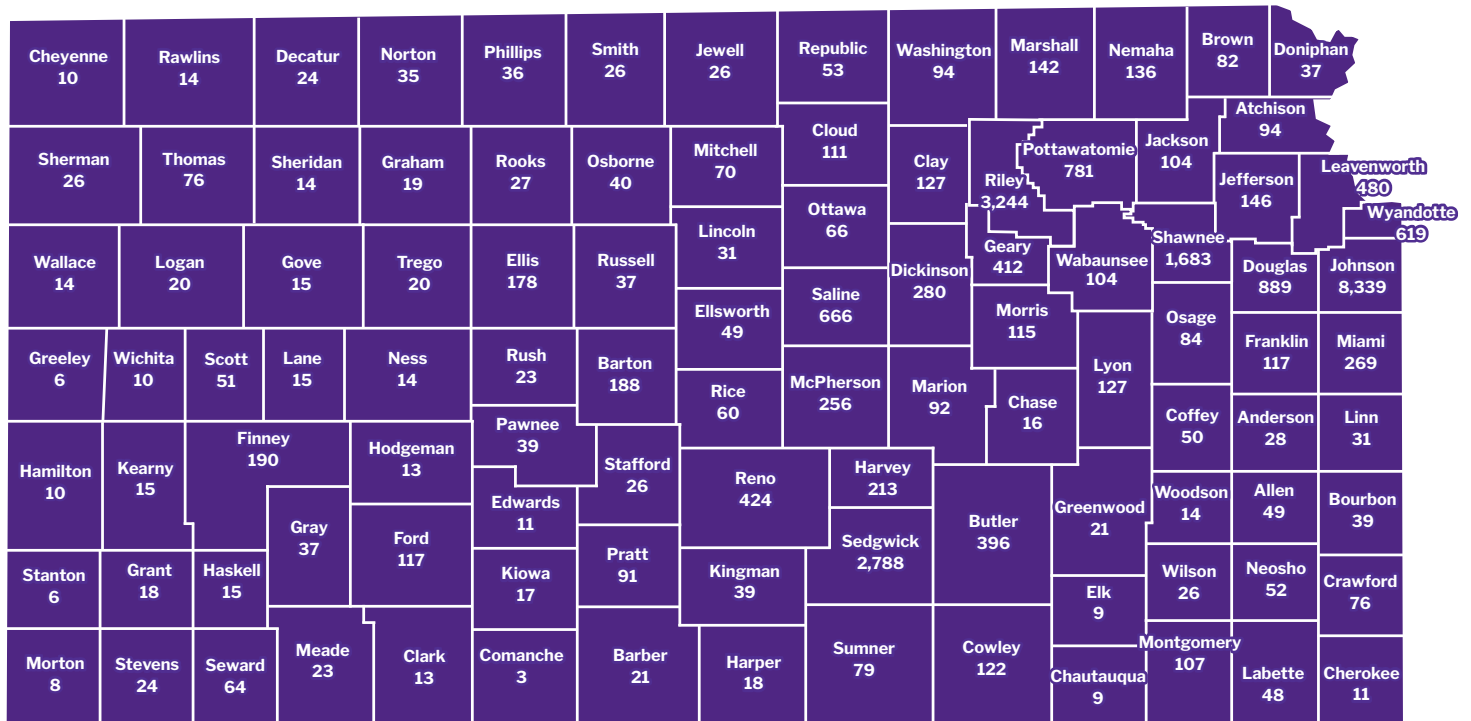 Cheyenne
10
Rawlins
14
Decatur
24
Norton
35
Phillips
36
Smith
26
Jewell
26
Republic
53
Washington
94
Marshall
142
Nemaha
136
Brown
82
Doniphan
37
Sherman
26
Thomas
76
Sheridan
14
Graham
19
Rooks
27
Osborne
40
Mitchell
70
Cloud
111
Clay
127
Riley
3,244
Pottawatomie
781
Jackson
104
Atchison
94
Jefferson
146
Leavenworth
480
Wyandotte
619
Wallace
14
Logan
20
Gove
15
Trego
20
Ellis
178
Russell
37
Lincoln
31
Ottawa
66
Dickinson
280
Geary
412
Wabaunsee
104
Shawnee
1,683
Douglas
889
Johnson
8,339
Ellsworth
49
Saline
666
Morris
115
Osage
84
Franklin
117
Miami
269
Greeley
6
Wichita
10
Scott
51
Lane
15
Ness
14
Rush
23
Barton
188
Rice
60
McPherson
256
Marion
92
Chase
16
Lyon
127
Coffey
50
Anderson
28
Linn
31
Hamilton
10
Kearny
15
Finney
190
Hodgeman
13
Pawnee
39
Stafford
26
Reno
424
Harvey
213
Butler
396
Greenwood
21
Woodson
14
Allen
49
Bourbon
39
Gray
37
Ford
117
Edwards
11
Pratt
91
Kingman
39
Sedgwick
2,788
Elk
9
Wilson
26
Neosho
52
Crawford
76
Stanton
6
Grant
18
Haskell
15
Kiowa
17
Morton
8
Stevens
24
Seward
64
Meade
23
Clark
13
Comanche
3
Barber
21
Harper
18
Sumner
79
Cowley
122
Chautauqua
9
Montgomery
107
Labette
48
Cherokee
11